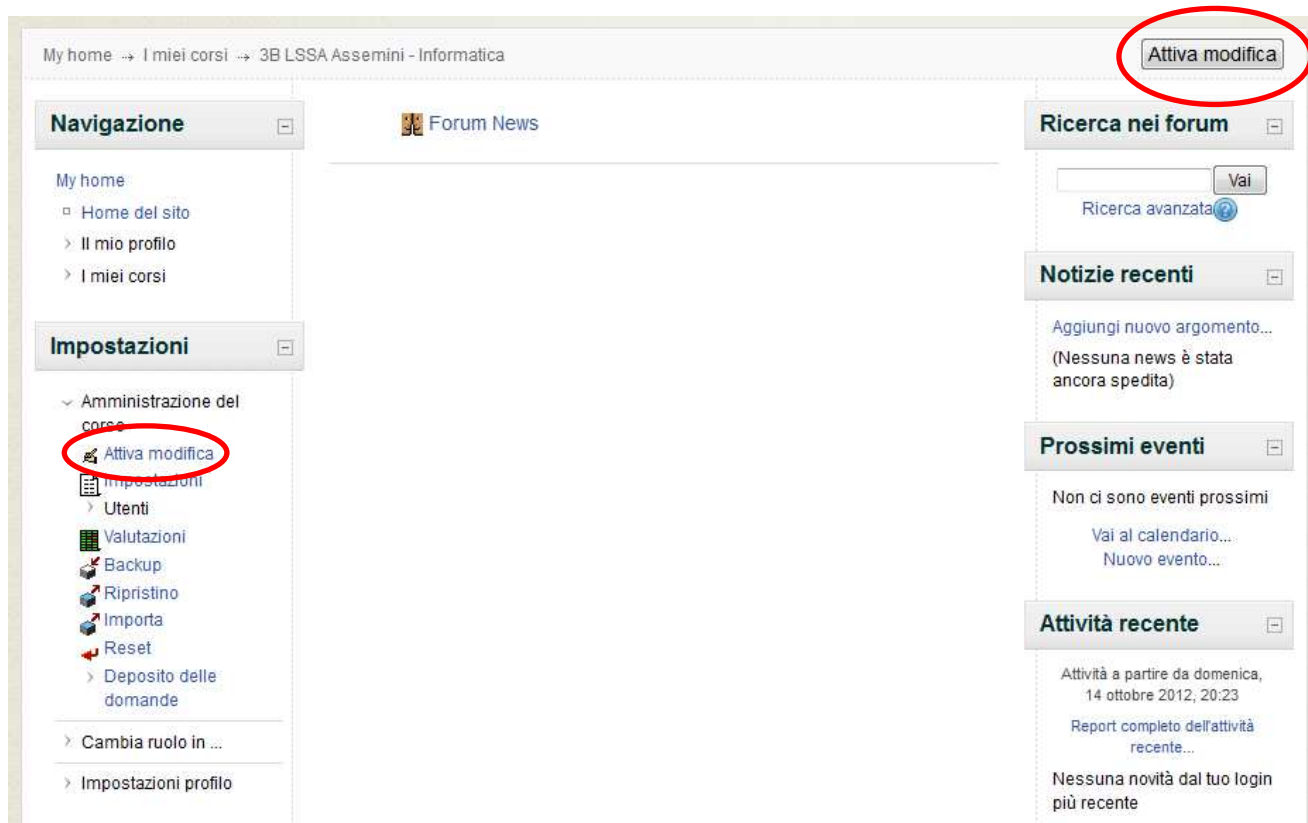 My home → I miei corsi → 3B LSSA Assemini - Informatica
Attiva modifica
Navigazione
My home
Home del sito
Il mio profilo
I miei corsi
Impostazioni
Amministrazione del
corso
Attiva modifica
Impostazioni
Utenti
Valutazioni
Backup
Ripristino
Importa
Reset
Deposito delle
domande
Cambia ruolo in ...
Impostazioni profilo
Forum News
Ricerca nei forum
Vai
Ricerca avanzata
Notizie recenti
Aggiungi nuovo argomento...
(Nessuna news è stata
ancora spedita)
Prossimi eventi
Non ci sono eventi prossimi
Vai al calendario...
Nuovo evento...
Attività recente
Attività a partire da domenica,
14 ottobre 2012, 20:23
Report completo dell'attività
recente...
Nessuna novità dal tuo login
più recente